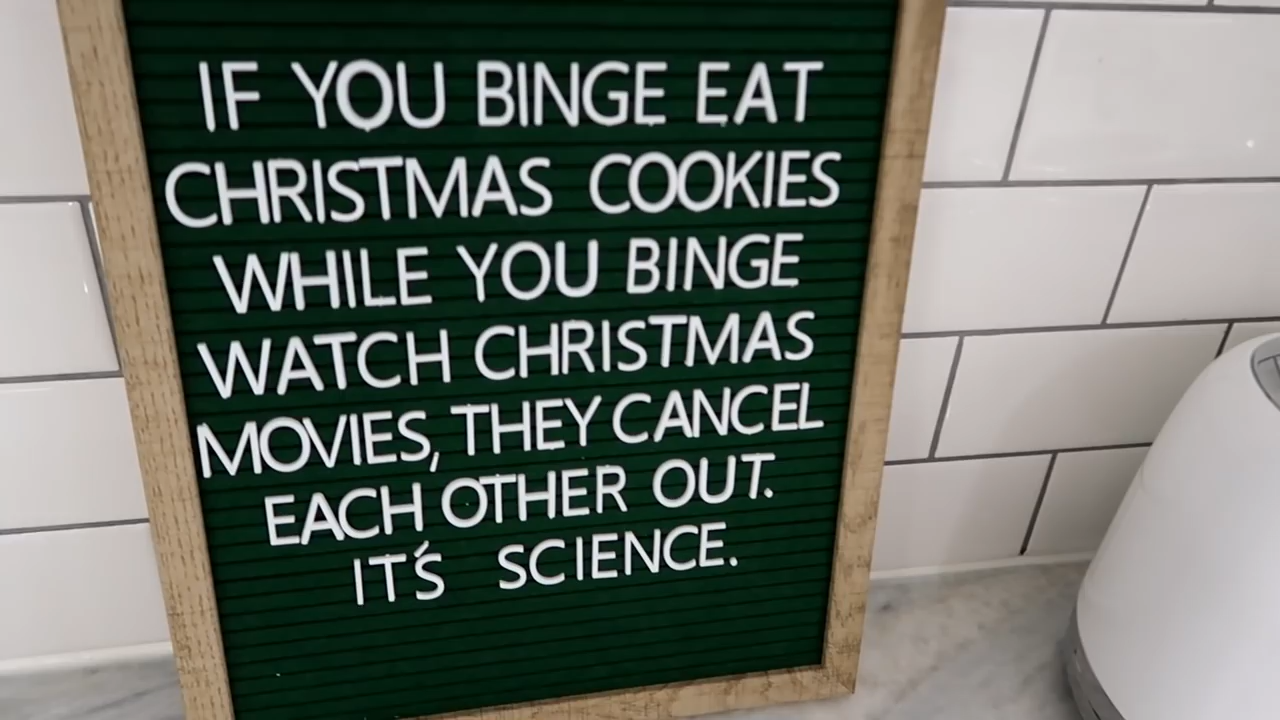 IF YOU BINGE EAT
CHRISTMAS COOKIES
WHILE YOU BINGE
WATCH CHRISTMAS
MOVIES, THEY CANCEL
EACH OTHER OUT.
IT'S SCIENCE.